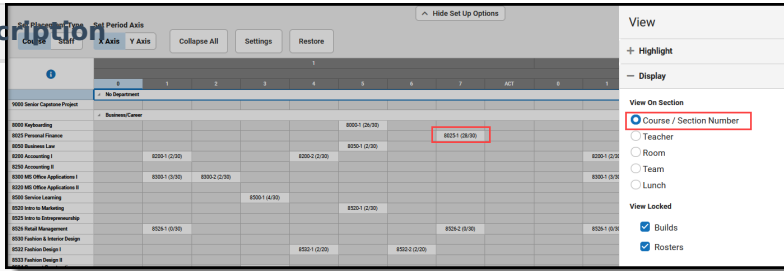 Hide Set Up Options
Set Placement Type Set Period Axis
cription
Course Staff X Axis Y Axis Collapse All Settings Restore
1
0 1 2 3 4 5 6 7 ACT 0 1
No Department
9000 Senior Capstone Project
Business/Career
8000 Keyboarding 8000-1 (26/30)
8025 Personal Finance 8025-1 (28/30)
8050 Business Law 8050-1 (2/30)
8200 Accounting I 8200-1 (2/30) 8200-2 (2/30) 8200-1 (2/30
8250 Accounting II
8300 MS Office Applications I 8300-1 (3/30) 8300-2 (2/30) 8300-1 (3/30
8320 MS Office Applications II
8500 Service Learning 8500-1 (4/30)
8520 Intro to Marketing 8520-1 (2/30)
8525 Intro to Entrepreneurship
8526 Retail Management 8526-1 (0/30) 8526-2 (0/30) 8526-1 (0/30
8530 Fashion & Interior Design
8532 Fashion Design I 8532-1 (2/20) 8532-2 (2/20)
8533 Fashion Design II
View
Highlight
Display
View On Section
Course / Section Number
Teacher
Room
Team
Lunch
View Locked
Builds
Rosters